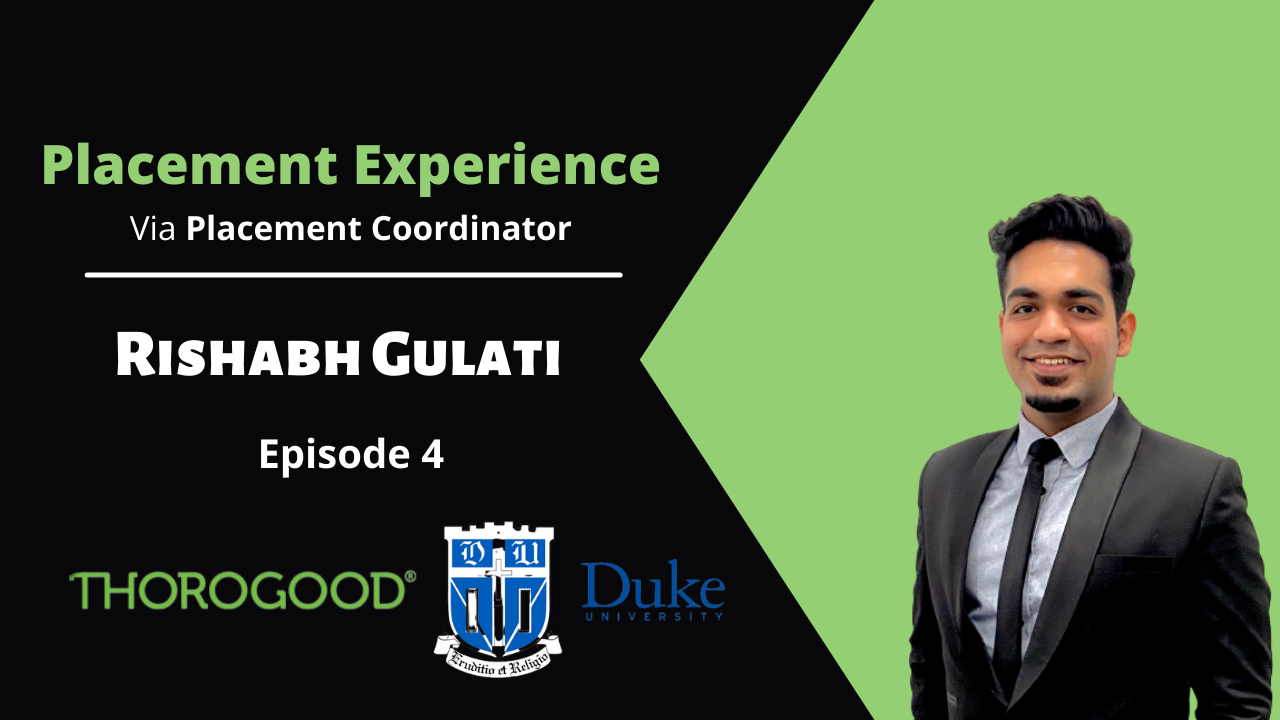 Placement Experience
Via Placement Coordinator
RISHABH GULATI
Episode 4
THOROGOOD®
D U
Eruditio et Religio
Duke
UNIVERSITY